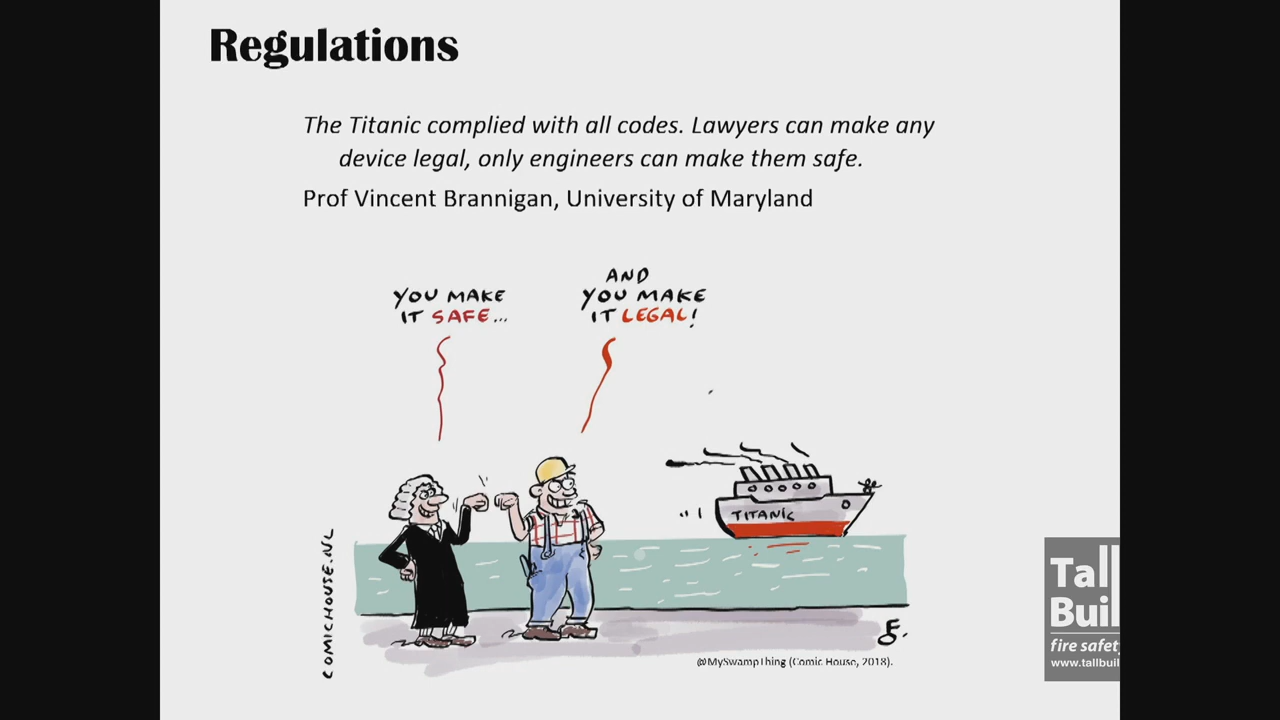 Regulations
The Titanic complied with all codes. Lawyers can make any
device legal, only engineers can make them safe.
Prof Vincent Brannigan, University of Maryland
YOU MAKE
IT SAFE...
AND
YOU MAKE
IT LEGAL!
TITANIC
COMICHOUSE.NL
@MySwampThing (Comic House, 2018).
Tall
Buil
fire safety
www.tallbuil